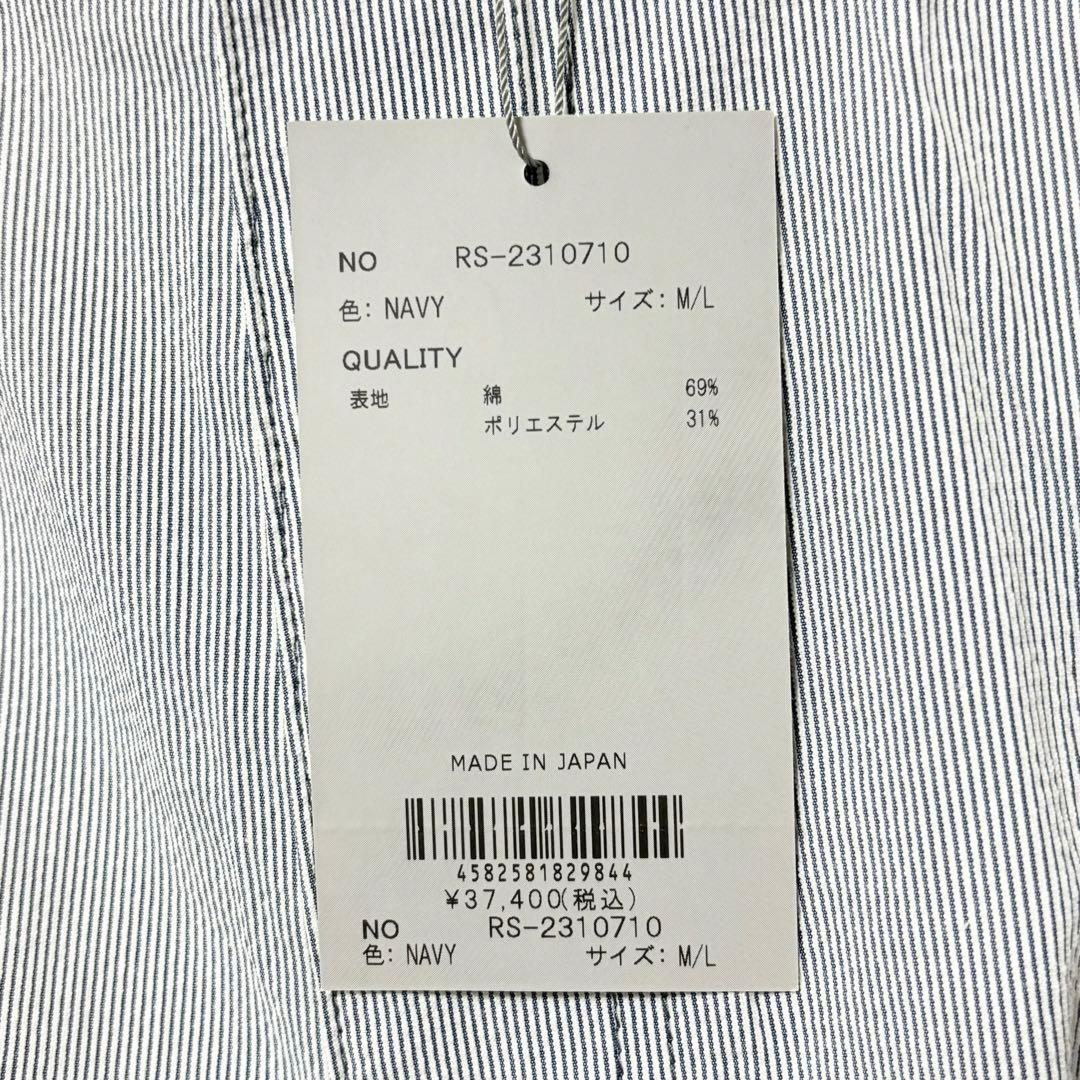 NO RS-2310710
色: NAVY サイズ: M/L
QUALITY
表地 綿 69%
ポリエステル 31%
MADE IN JAPAN
4582581829844
¥37,400(税込)
NO RS-2310710
色: NAVY サイズ: M/L